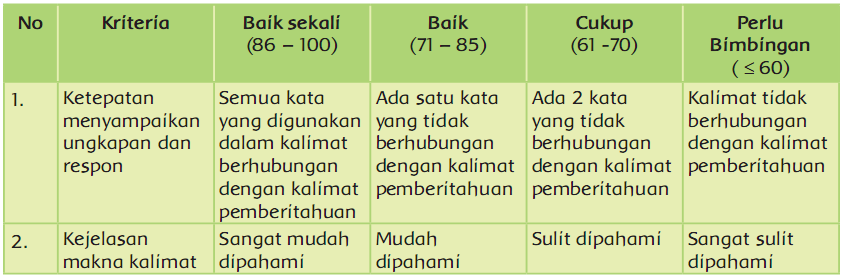 No Kriteria Baik sekali Baik Cukup Perlu
(86 – 100) (71 – 85) (61 -70) Bimbingan
( ≤ 60)
1. Ketepatan Semua kata Ada satu kata Ada 2 kata Kalimat tidak
menyampaikan yang digunakan yang tidak yang tidak berhubungan
ungkapan dan dalam kalimat berhubungan berhubungan dengan kalimat
respon berhubungan dengan kalimat dengan kalimat pemberitahuan
dengan kalimat pemberitahuan pemberitahuan
pemberitahuan
2. Kejelasan Sangat mudah Mudah Sulit dipahami Sangat sulit
makna kalimat dipahami dipahami dipahami